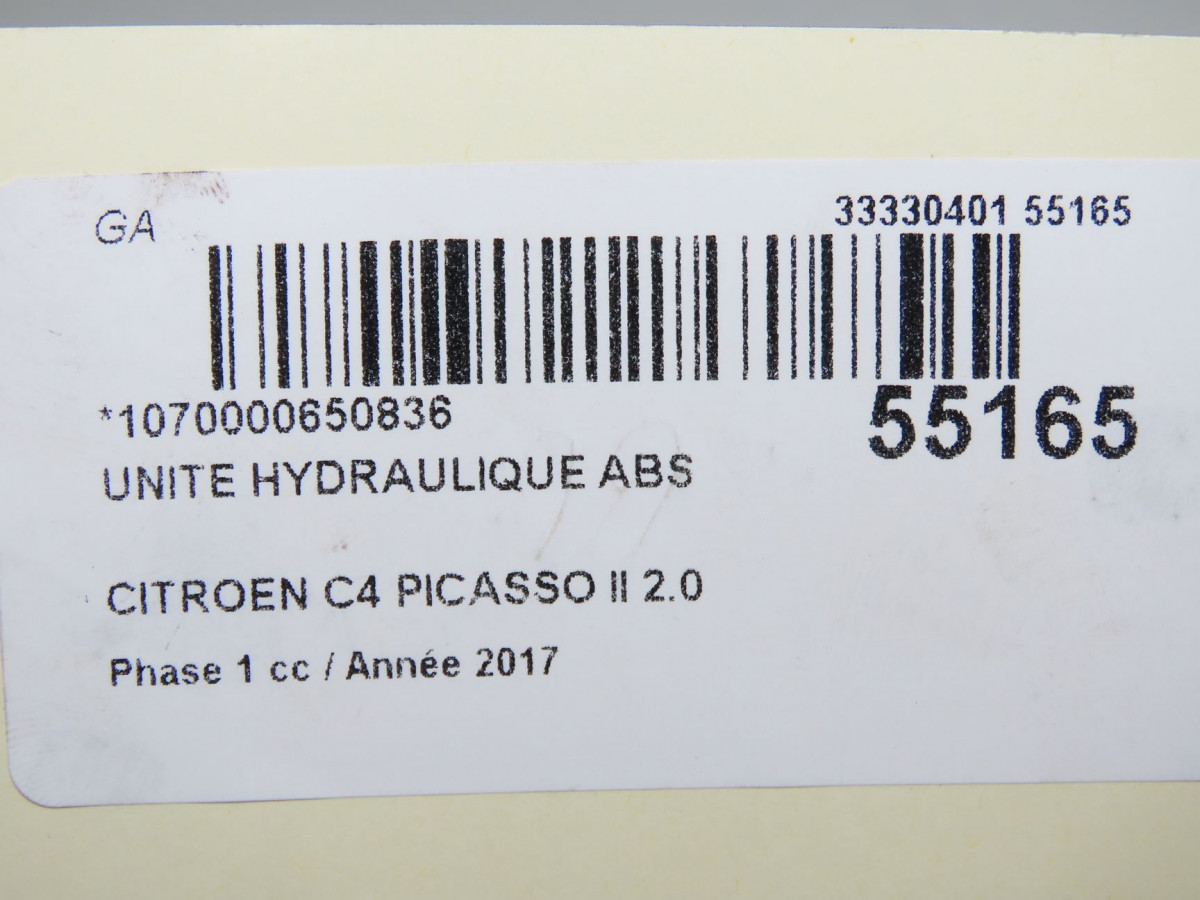 GA
33330401 55165
*1070000650836
55165
UNITE HYDRAULIQUE ABS
CITROEN C4 PICASSO II 2.0
Phase 1 cc / Année 2017